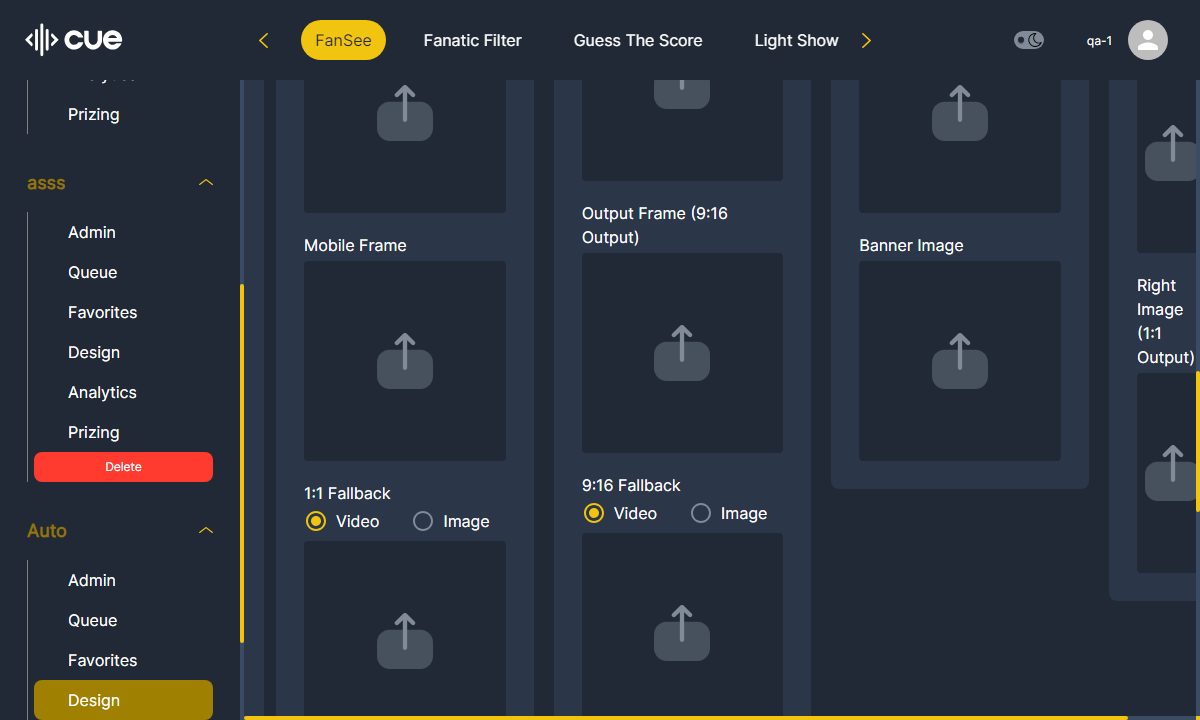 cue
FanSee
Fanatic Filter
Guess The Score
Light Show
qa-1
Prizing
asss
Admin
Queue
Favorites
Design
Analytics
Prizing
Delete
Auto
Admin
Queue
Favorites
Design
Mobile Frame
1:1 Fallback
Video
Image
Output Frame (9:16
Output)
9:16 Fallback
Video
Image
Banner Image
Right
Image
(1:1
Output)